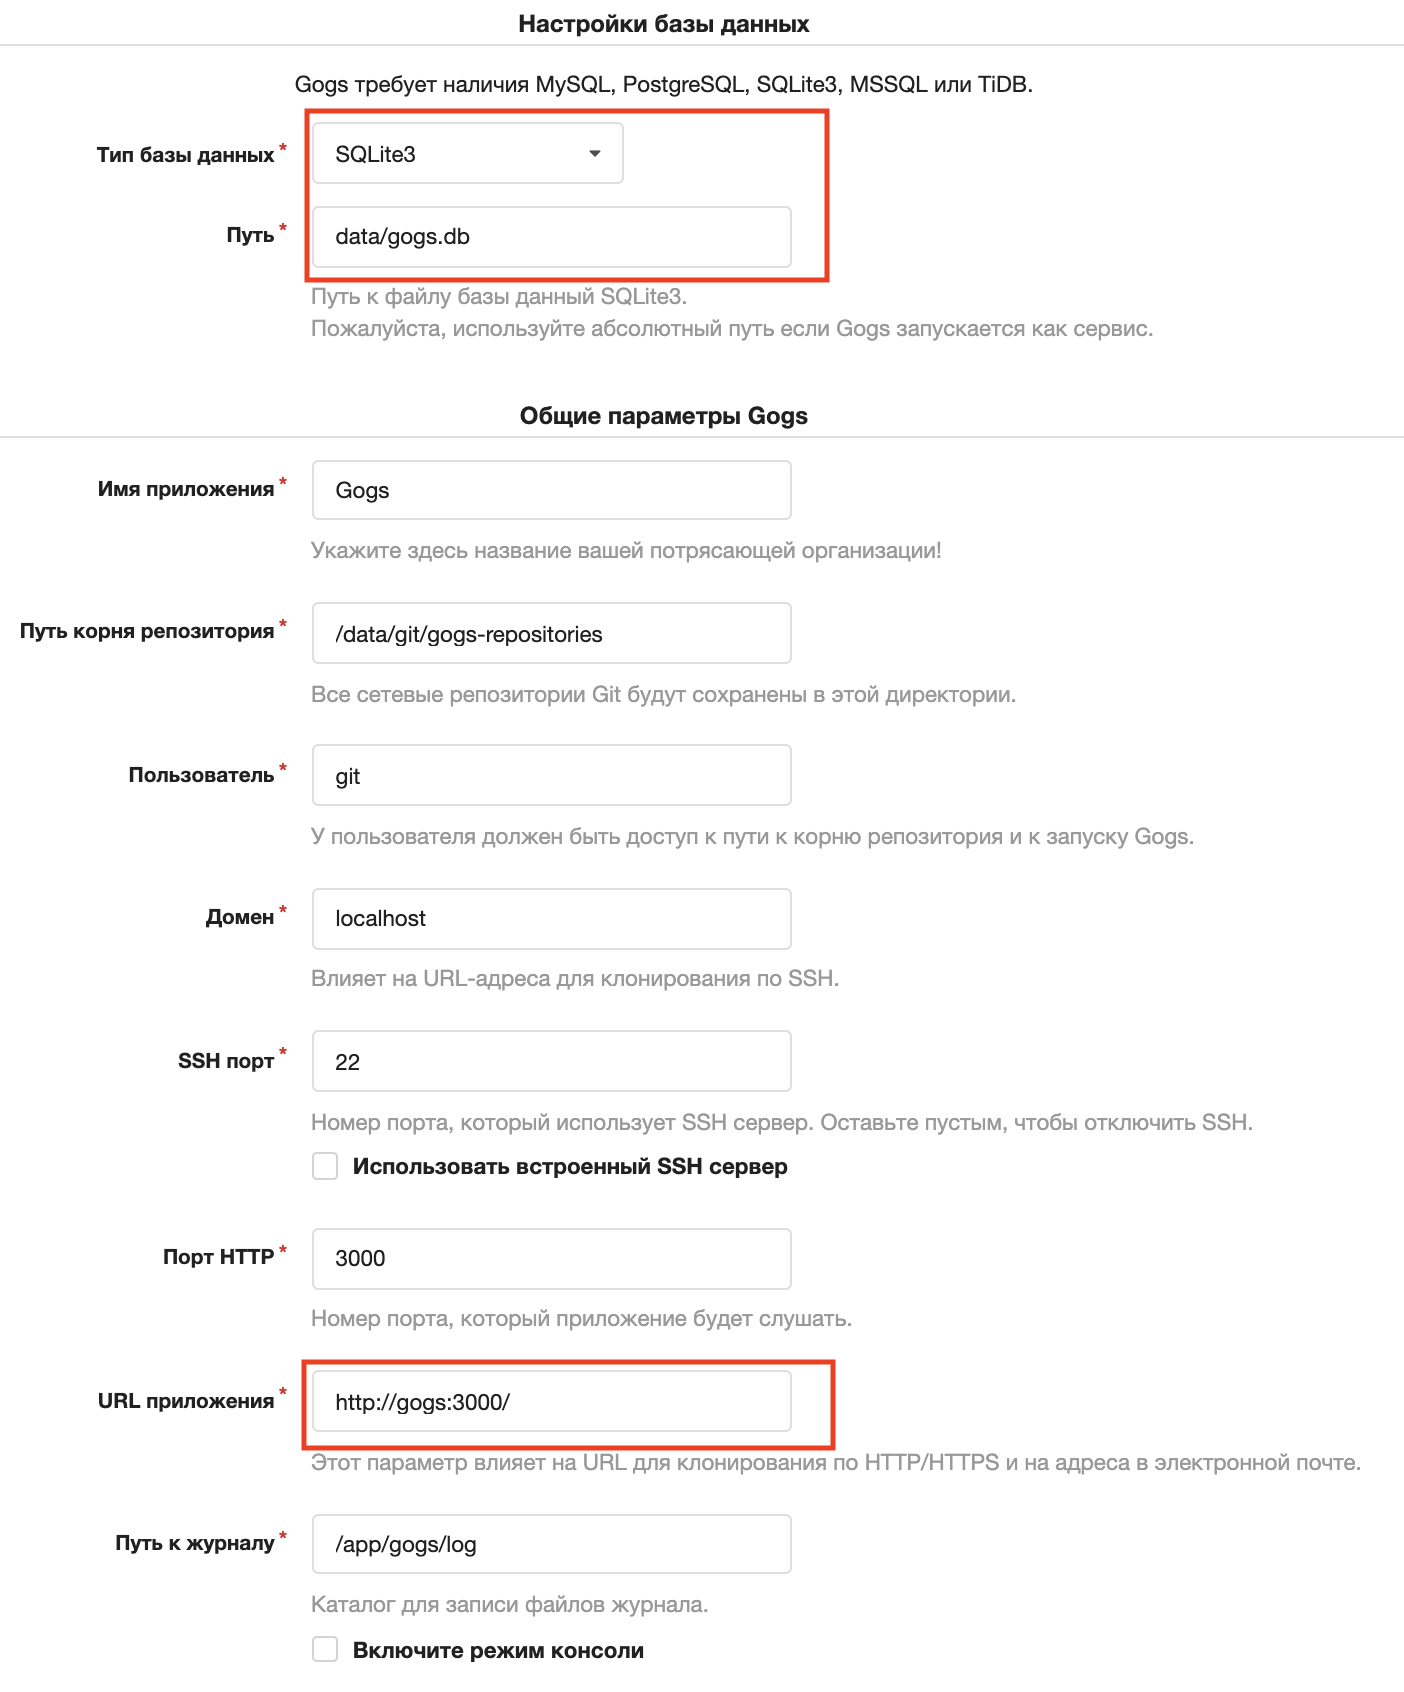 Настройки базы данных
Gogs требует наличия MySQL, PostgreSQL, SQLite3, MSSQL или TiDB.
Тип базы данных *
SQLite3
Путь *
data/gogs.db
Путь к файлу базы данный SQLite3.
Пожалуйста, используйте абсолютный путь если Gogs запускается как сервис.
Общие параметры Gogs
Имя приложения *
Gogs
Укажите здесь название вашей потрясающей организации!
Путь корня репозитория *
/data/git/gogs-repositories
Все сетевые репозитории Git будут сохранены в этой директории.
Пользователь *
git
У пользователя должен быть доступ к пути к корню репозитория и к запуску Gogs.
Домен *
localhost
Влияет на URL-адреса для клонирования по SSH.
SSH порт *
22
Номер порта, который использует SSH сервер. Оставьте пустым, чтобы отключить SSH.
Использовать встроенный SSH сервер
Порт HTTP *
3000
Номер порта, который приложение будет слушать.
URL приложения *
http://gogs:3000/
Этот параметр влияет на URL для клонирования по HTTP/HTTPS и на адреса в электронной почте.
Путь к журналу *
/app/gogs/log
Каталог для записи файлов журнала.
Включите режим консоли